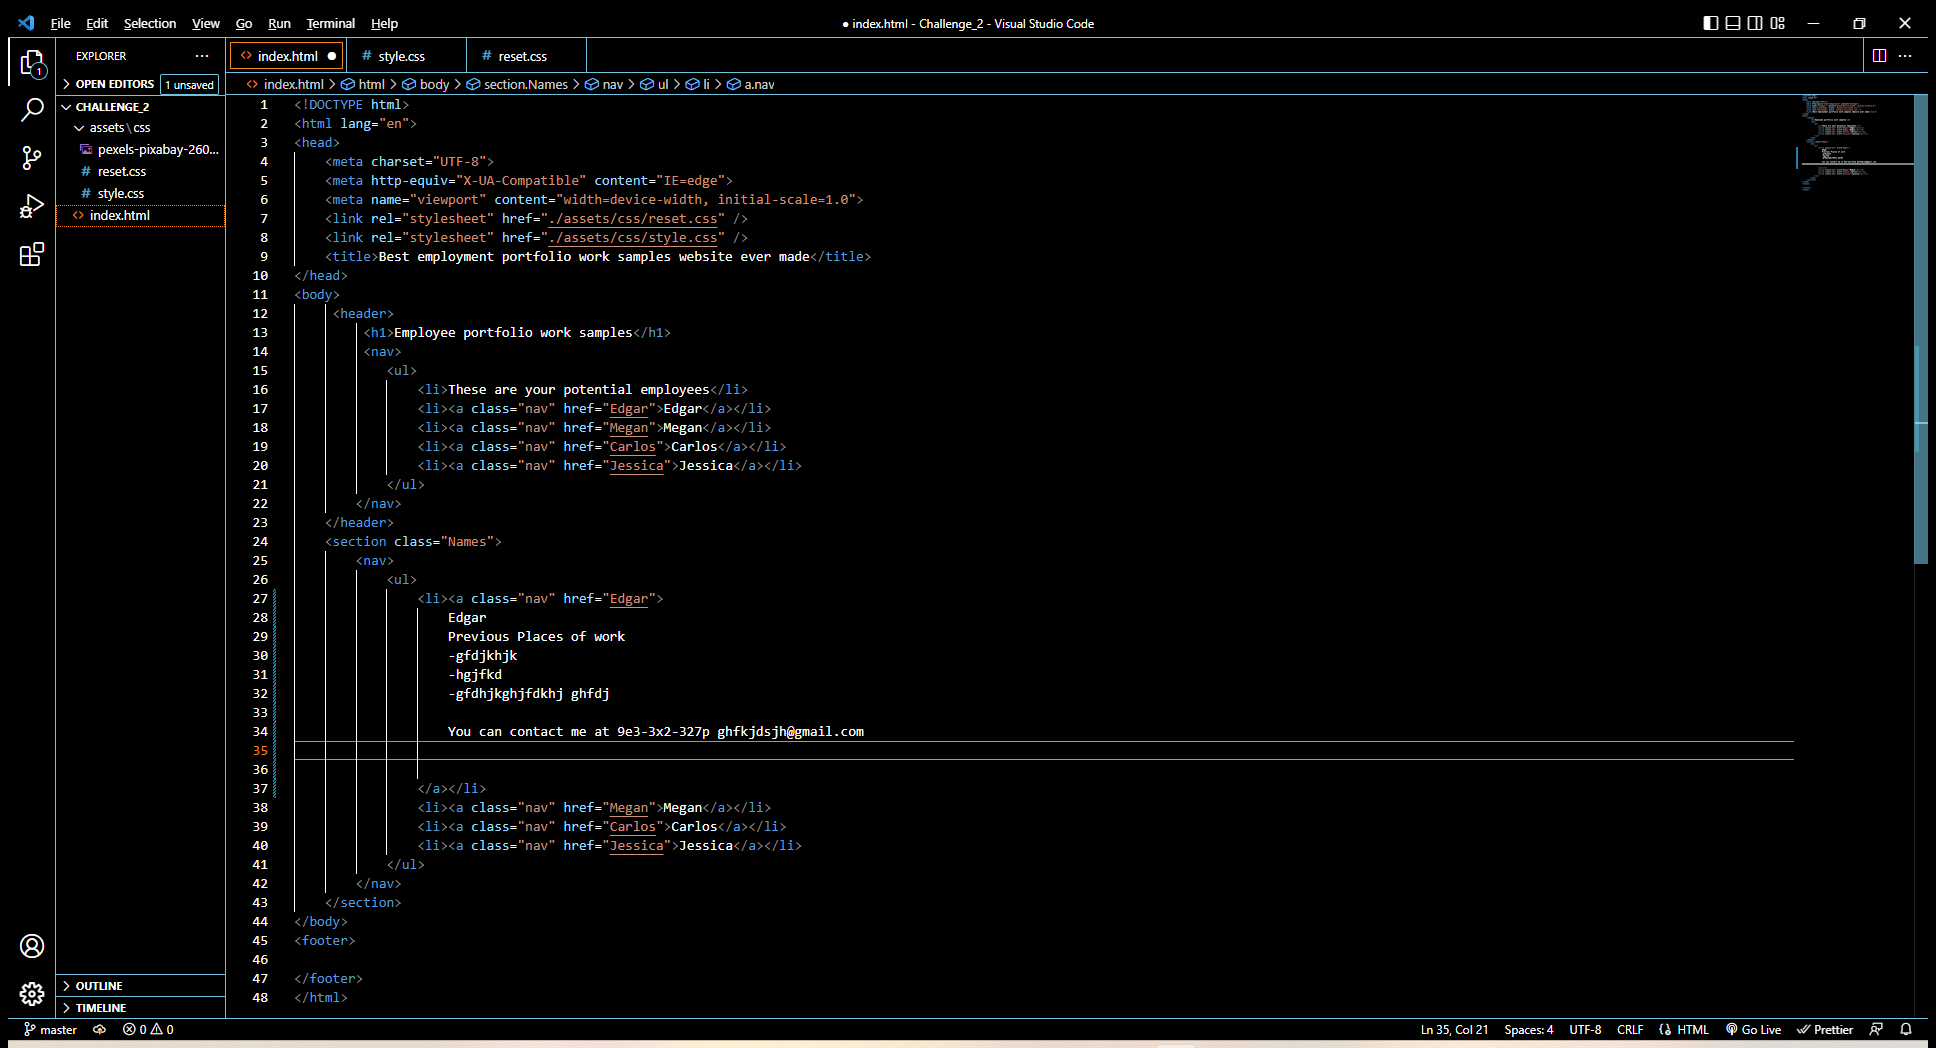 File Edit Selection View Go Run Terminal Help
● index.html - Challenge_2 - Visual Studio Code
1
EXPLORER ···
<> index.html ●
# style.css
# reset.css
OPEN EDITORS 1 unsaved
CHALLENGE_2
assets\css
pexels-pixabay-260...
# reset.css
# style.css
<> index.html
<> index.html > html > body > section.Names > nav > ul > li > a.nav
1 <!DOCTYPE html>
2 <html lang="en">
3 <head>
4 <meta charset="UTF-8">
5 <meta http-equiv="X-UA-Compatible" content="IE=edge">
6 <meta name="viewport" content="width=device-width, initial-scale=1.0">
7 <link rel="stylesheet" href="./assets/css/reset.css" />
8 <link rel="stylesheet" href="./assets/css/style.css" />
9 <title>Best employment portfolio work samples website ever made</title>
10 </head>
11 <body>
12 <header>
13 <h1>Employee portfolio work samples</h1>
14 <nav>
15 <ul>
16 <li>These are your potential employees</li>
17 <li><a class="nav" href="Edgar">Edgar</a></li>
18 <li><a class="nav" href="Megan">Megan</a></li>
19 <li><a class="nav" href="Carlos">Carlos</a></li>
20 <li><a class="nav" href="Jessica">Jessica</a></li>
21 </ul>
22 </nav>
23 </header>
24 <section class="Names">
25 <nav>
26 <ul>
27 <li><a class="nav" href="Edgar">
28 Edgar
29 Previous Places of work
30 -gfdjkhjk
31 -hgjfkd
32 -gfdhjkghjfdkhj ghfdj
33
34 You can contact me at 9e3-3x2-327p ghfkjdsjh@gmail.com
35
36
37 </a></li>
38 <li><a class="nav" href="Megan">Megan</a></li>
39 <li><a class="nav" href="Carlos">Carlos</a></li>
40 <li><a class="nav" href="Jessica">Jessica</a></li>
41 </ul>
42 </nav>
43 </section>
44 </body>
45 <footer>
46
47 </footer>
48 </html>
OUTLINE
TIMELINE
master 0 0 Ln 35, Col 21 Spaces: 4 UTF-8 CRLF HTML Go Live Prettier